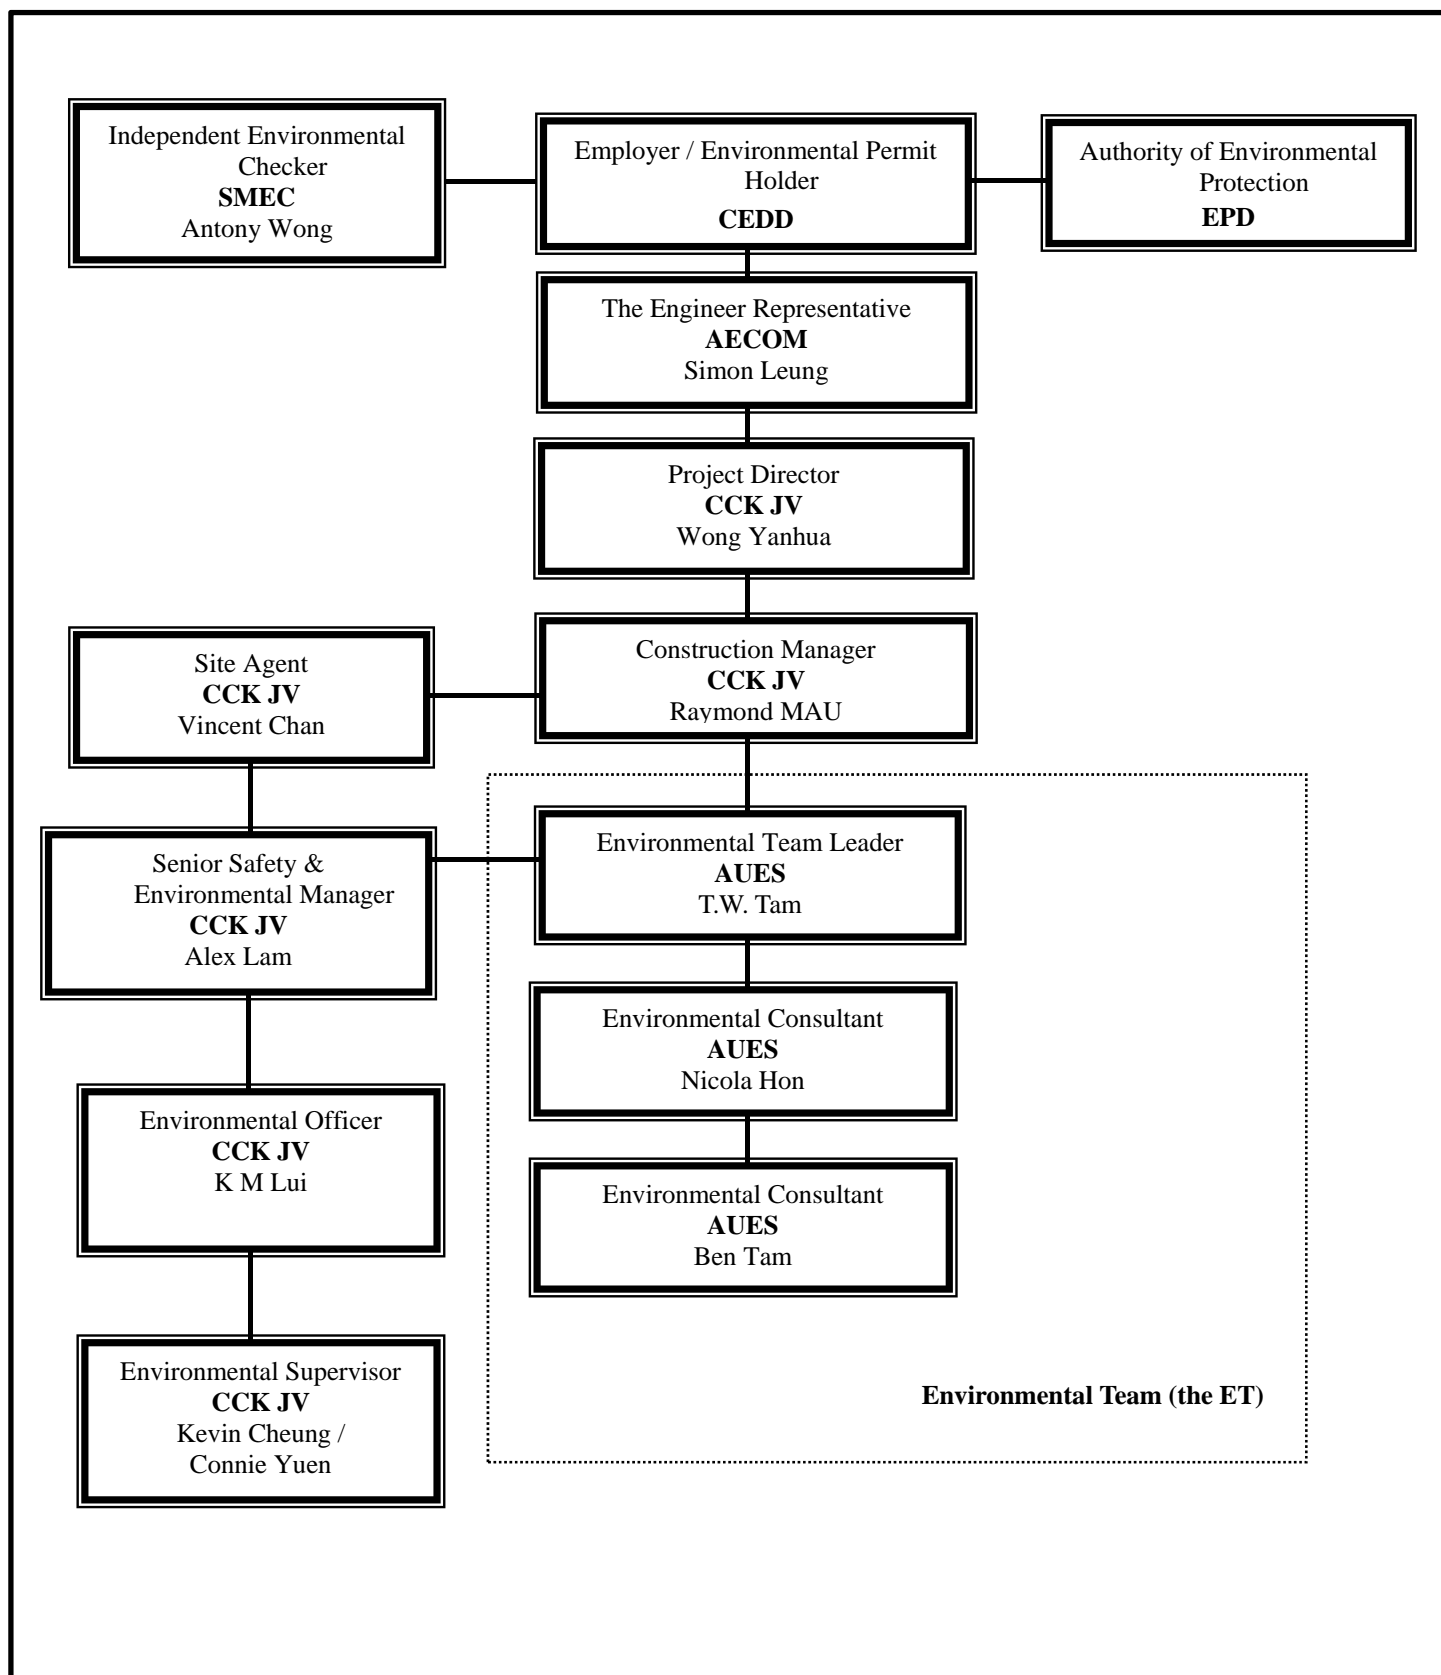 Independent Environmental
Checker
SMEC
Antony Wong
Employer / Environmental Permit
Holder
CEDD
Authority of Environmental
Protection
EPD
The Engineer Representative
AECOM
Simon Leung
Project Director
CCK JV
Wong Yanhua
Site Agent
CCK JV
Vincent Chan
Construction Manager
CCK JV
Raymond MAU
Senior Safety &
Environmental Manager
CCK JV
Alex Lam
Environmental Team Leader
AUES
T.W. Tam
Environmental Consultant
AUES
Nicola Hon
Environmental Officer
CCK JV
K M Lui
Environmental Consultant
AUES
Ben Tam
Environmental Supervisor
CCK JV
Kevin Cheung /
Connie Yuen
Environmental Team (the ET)